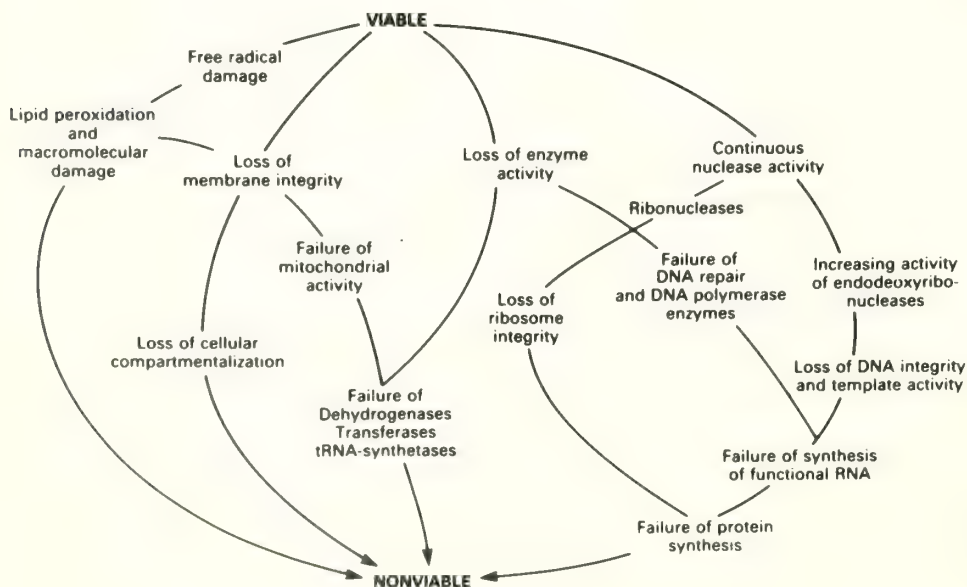 VIABLE
Free radical
damage
Lipid peroxidation
and
macromolecular
damage
Loss of
membrane integrity
Loss of enzyme
activity
Continuous
nuclease activity
Ribonucleases
Failure of
mitochondrial
activity
Failure of
DNA repair
and DNA polymerase
enzymes
Increasing activity
of endodeoxyribo-
nucleases
Loss of
ribosome
integrity
Loss of cellular
compartmentalization
Loss of DNA integrity
and template activity
Failure of
Dehydrogenases
Transferases
tRNA-synthetases
Failure of synthesis
of functional RNA
Failure of protein
synthesis
NONVIABLE